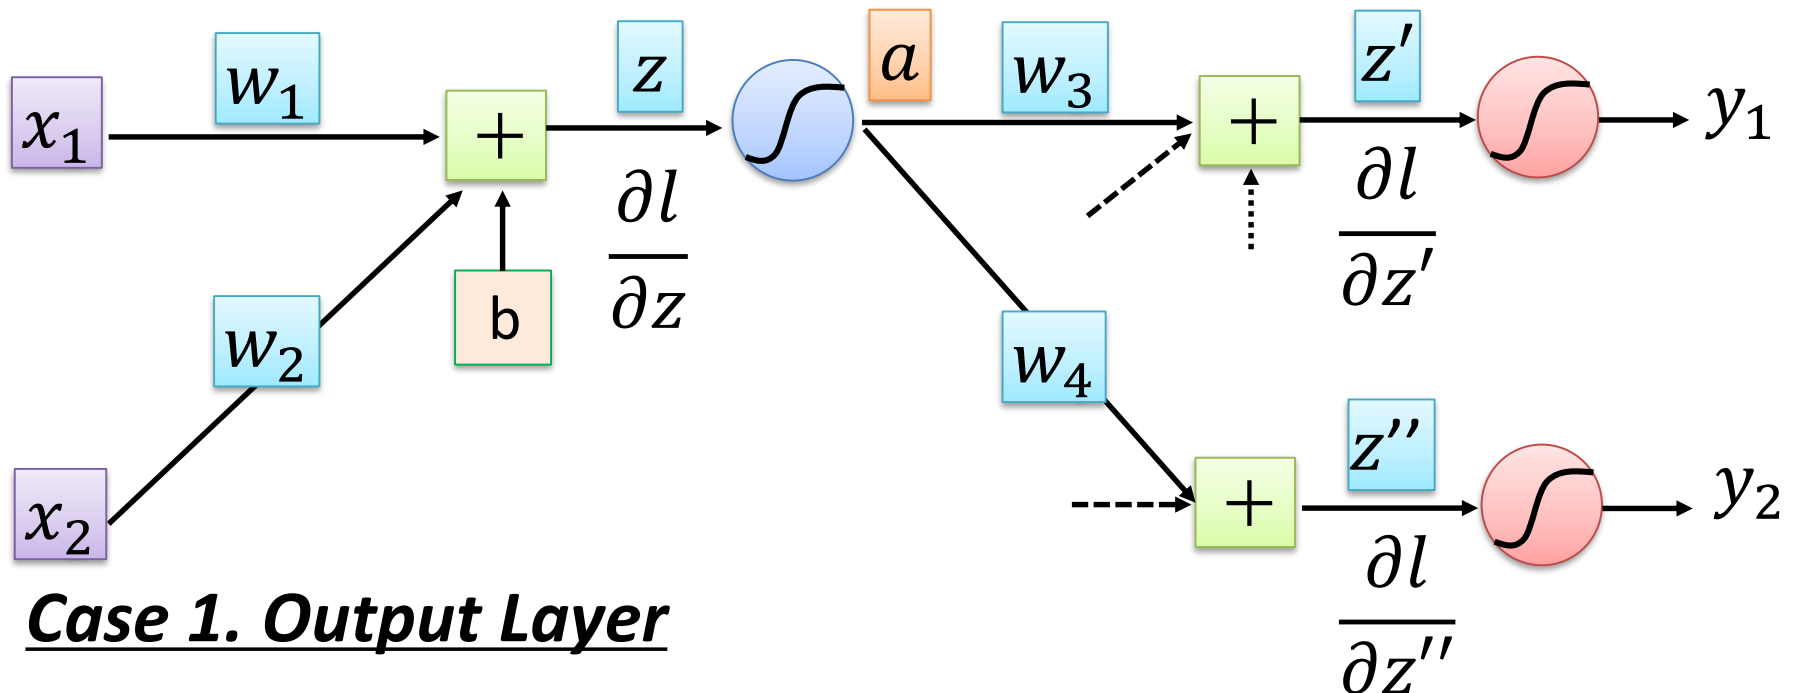 x₁
w₁
+
z
a
w₃
+
z′
y₁
∂l
∂z
∂l
∂z′
b
w₂
w₄
x₂
+
z′′
y₂
∂l
∂z′′
Case 1. Output Layer